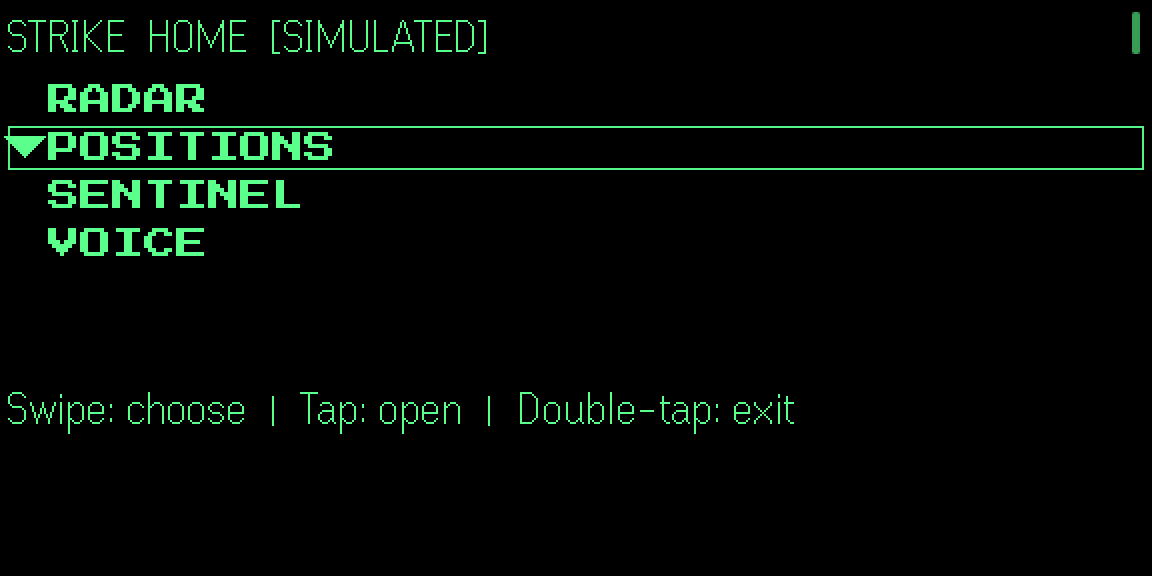 STRIKE HOME [SIMULATED]
RADAR
POSITIONS
SENTINEL
VOICE
Swipe: choose | Tap: open | Double-tap: exit